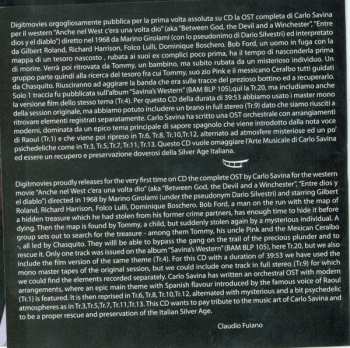 Digitmovies orgogliosamente pubblica per la prima volta assoluta su CD la OST completa di Carlo Savina
per il western "Anche nel West c'era una volta dio" (aka "Between God, the Devil and a Winchester", "Entre
dios y el diablo") diretto nel 1968 da Marino Girolami (con lo pseudonimo di Dario Silvestri) ed interpretato
da Gilbert Roland, Richard Harrison, Folco Lulli, Dominique Boschero. Bob Ford, un uomo in fuga con la
mappa di un tesoro nascosto, rubata ai suoi ex complici poco prima, ha il tempo di nasconderla prima
di morire. Verrà poi ritrovata da Tommy, un bambino, ma subito rubata da un misterioso individuo. Un
gruppo parte quindi alla ricerca del tesoro fra cui Tommy, suo zio Pink e il messicano Ceralbo tutti guidati
da Chasquito. Riusciranno ad aggirare la banda che era sulle tracce del prezioso bottino ed a recuperarlo.
Solo 1 traccia fu pubblicata sull'album "Savina's Western" (BAM BLP 105),qui la Tr.20, ma includiamo anche
la versione film dello stesso tema (Tr.4). Per questo CD della durata di 39:53 abbiamo usato i master mono
della session originale, ma abbiamo potuto includere un brano in full stereo (Tr.9) dato che siamo riusciti a
ritrovare elementi registrati separatamente. Carlo Savina ha scritto una OST orchestrale con arrangiamenti
moderni, dominata da un epico tema principale di sapore spagnolo che viene introdotto dalla nota voce
di Raoul (Tr.1) e che viene poi ripreso in Tr.6, Tr.8, Tr.10,Tr.12, alternato ad atmosfere misteriose ed un po'
psichedeliche come in Tr.3, Tr.5, Tr.7, Tr.11, Tr.13. Questo CD vuole omaggiare l'Arte Musicale di Carlo Savina
ed essere un recupero e preservazione doverosi della Silver Age Italiana.
Digitmovies proudly releases for the very first time on CD the complete OST by Carlo Savina for the western
movie "Anche nel West c'era una volta dio" (aka "Between God, the Devil and a Winchester", "Entre dios y
el diablo") directed in 1968 by Marino Girolami (under the pseudonym Dario Silvestri) and starring Gilbert
Roland, Richard Harrison, Folco Lulli, Dominique Boschero. Bob Ford, a man on the run with the map of
a hidden treasure which he had stolen from his former crime partners, has enough time to hide it before
dying. Then the map is found by Tommy, a child, but suddenly stolen again by a mysterious individual. A
group sets out to search for the treasure - among them Tommy, his uncle Pink and the Mexican Ceralbo
- all led by Chasquito. They will be able to bypass the gang on the trail of the precious plunder and to
rescue it. Only one track was issued on the album "Savina's Western" (BAM BLP 105), here Tr.20, but we also
include the film version of the same theme (Tr.4). For this CD with a duration of 39:53 we have used the
mono master tapes of the original session, but we could include one track in full stereo (Tr.9) for which
we could find the elements recorded separately. Carlo Savina has written an orchestral OST with modern
arrangements, where an epic main theme with Spanish flavour introduced by the famous voice of Raoul
(Tr.1) is featured. It is then reprised in Tr.6, Tr.8, Tr.10,Tr.12, alternated with mysterious and a bit psychedelic
atmospheres as in Tr.3,Tr.5,Tr.7, Tr.11,Tr.13. This CD wants to pay tribute to the music art of Carlo Savina and
to be a proper rescue and preservation of the Italian Silver Age.
Claudio Fuiano